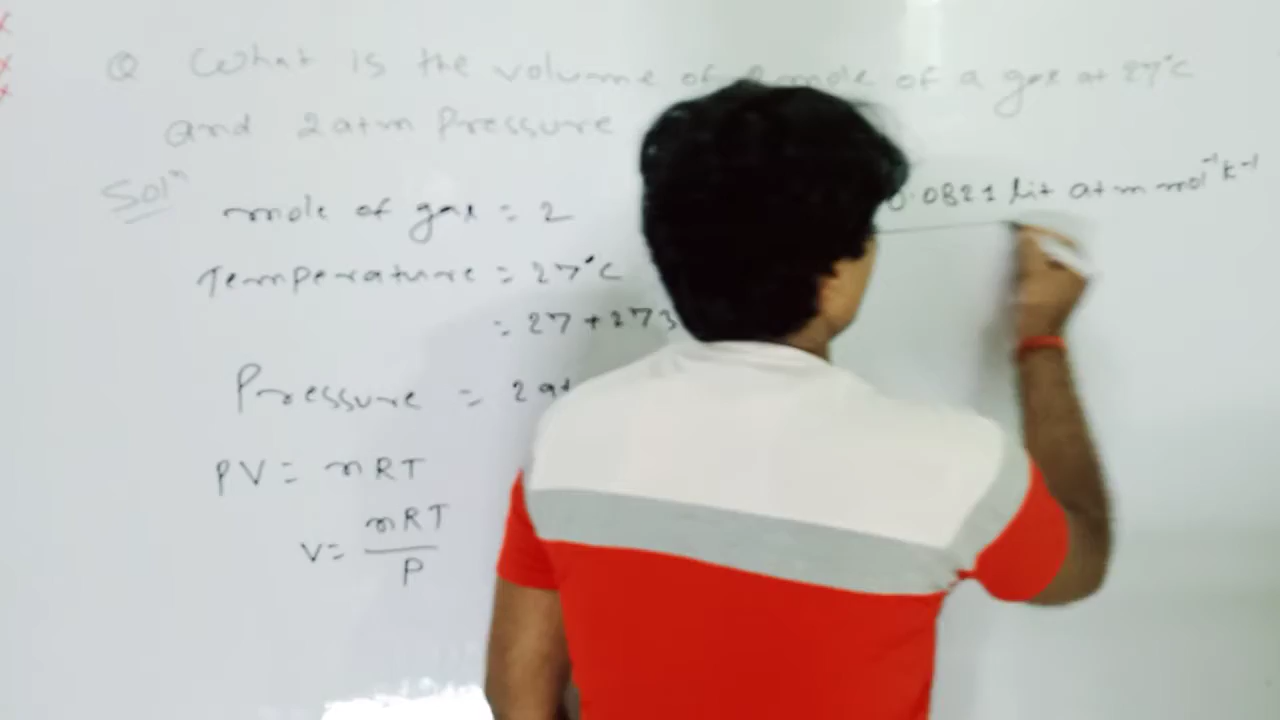 Q What is the volume of mole of a gas at 27°C
and 2 atm Pressure
Solⁿ
mole of gas = 2
0.0821 lit atm mol⁻¹ K⁻¹
Temperature = 27°C
= 27 + 273
Pressure = 2 at
PV = nRT
V = nRT
P